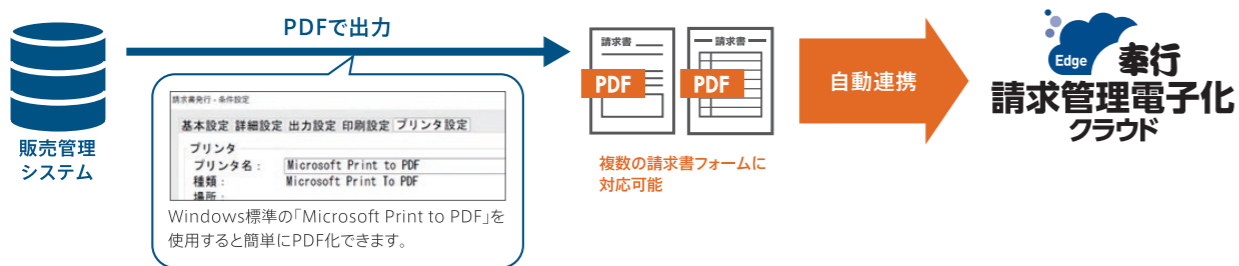 販売管理
システム
PDFで出力
請求書発行 - 条件設定
基本設定 詳細設定 出力設定 印刷設定 プリンタ設定
プリンタ
プリンタ名: Microsoft Print to PDF
種類: Microsoft Print To PDF
場所:
Windows標準の「Microsoft Print to PDF」を
使用すると簡単にPDF化できます。
請求書
PDF
請求書
PDF
複数の請求書フォームに
対応可能
自動連携
Edge
奉行
請求管理電子化
クラウド